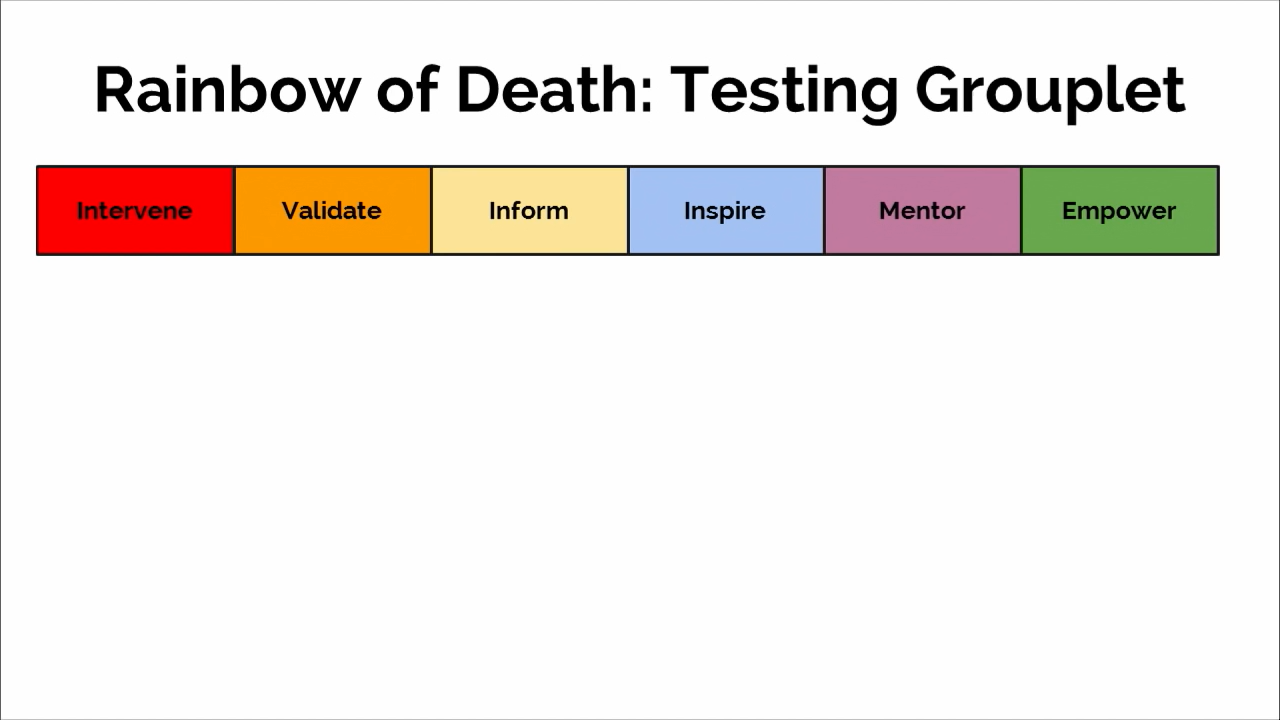 Rainbow of Death: Testing Grouplet
Intervene Validate Inform Inspire Mentor Empower